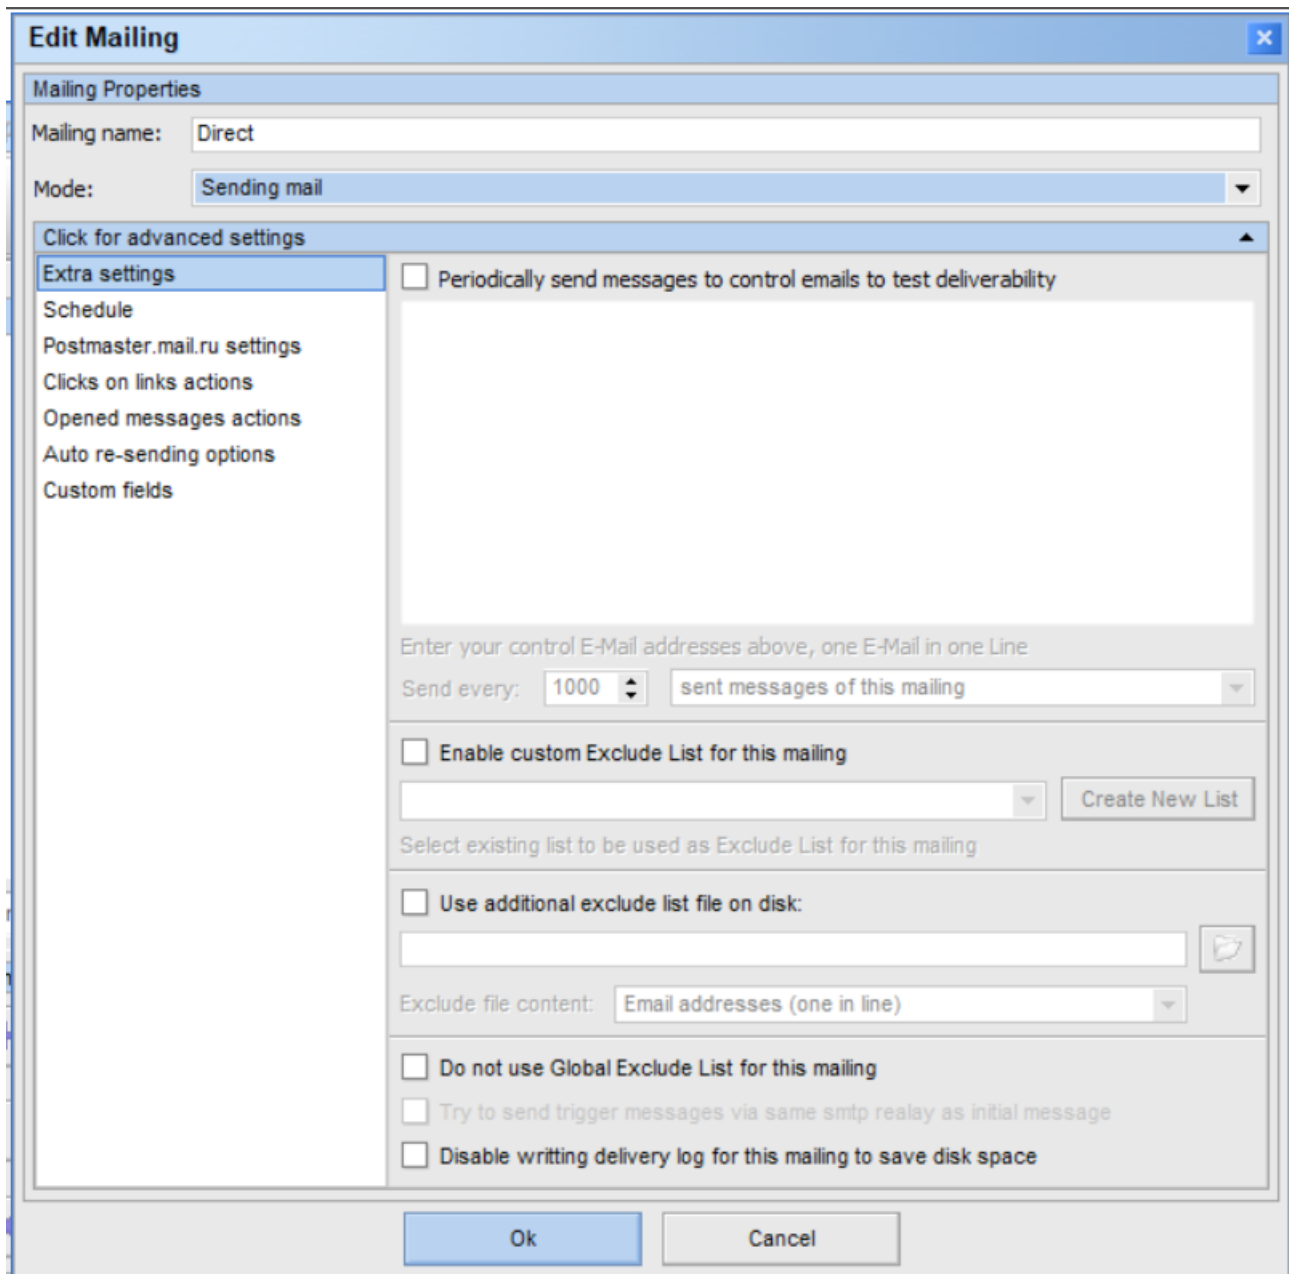 Edit Mailing
Mailing Properties
Mailing name: Direct
Mode: Sending mail
Click for advanced settings
Extra settings
Schedule
Postmaster.mail.ru settings
Clicks on links actions
Opened messages actions
Auto re-sending options
Custom fields
Periodically send messages to control emails to test deliverability
Enter your control E-Mail addresses above, one E-Mail in one Line
Send every: 1000 sent messages of this mailing
Enable custom Exclude List for this mailing
Create New List
Select existing list to be used as Exclude List for this mailing
Use additional exclude list file on disk:
Exclude file content: Email addresses (one in line)
Do not use Global Exclude List for this mailing
Try to send trigger messages via same smtp realay as initial message
Disable writting delivery log for this mailing to save disk space
Ok Cancel